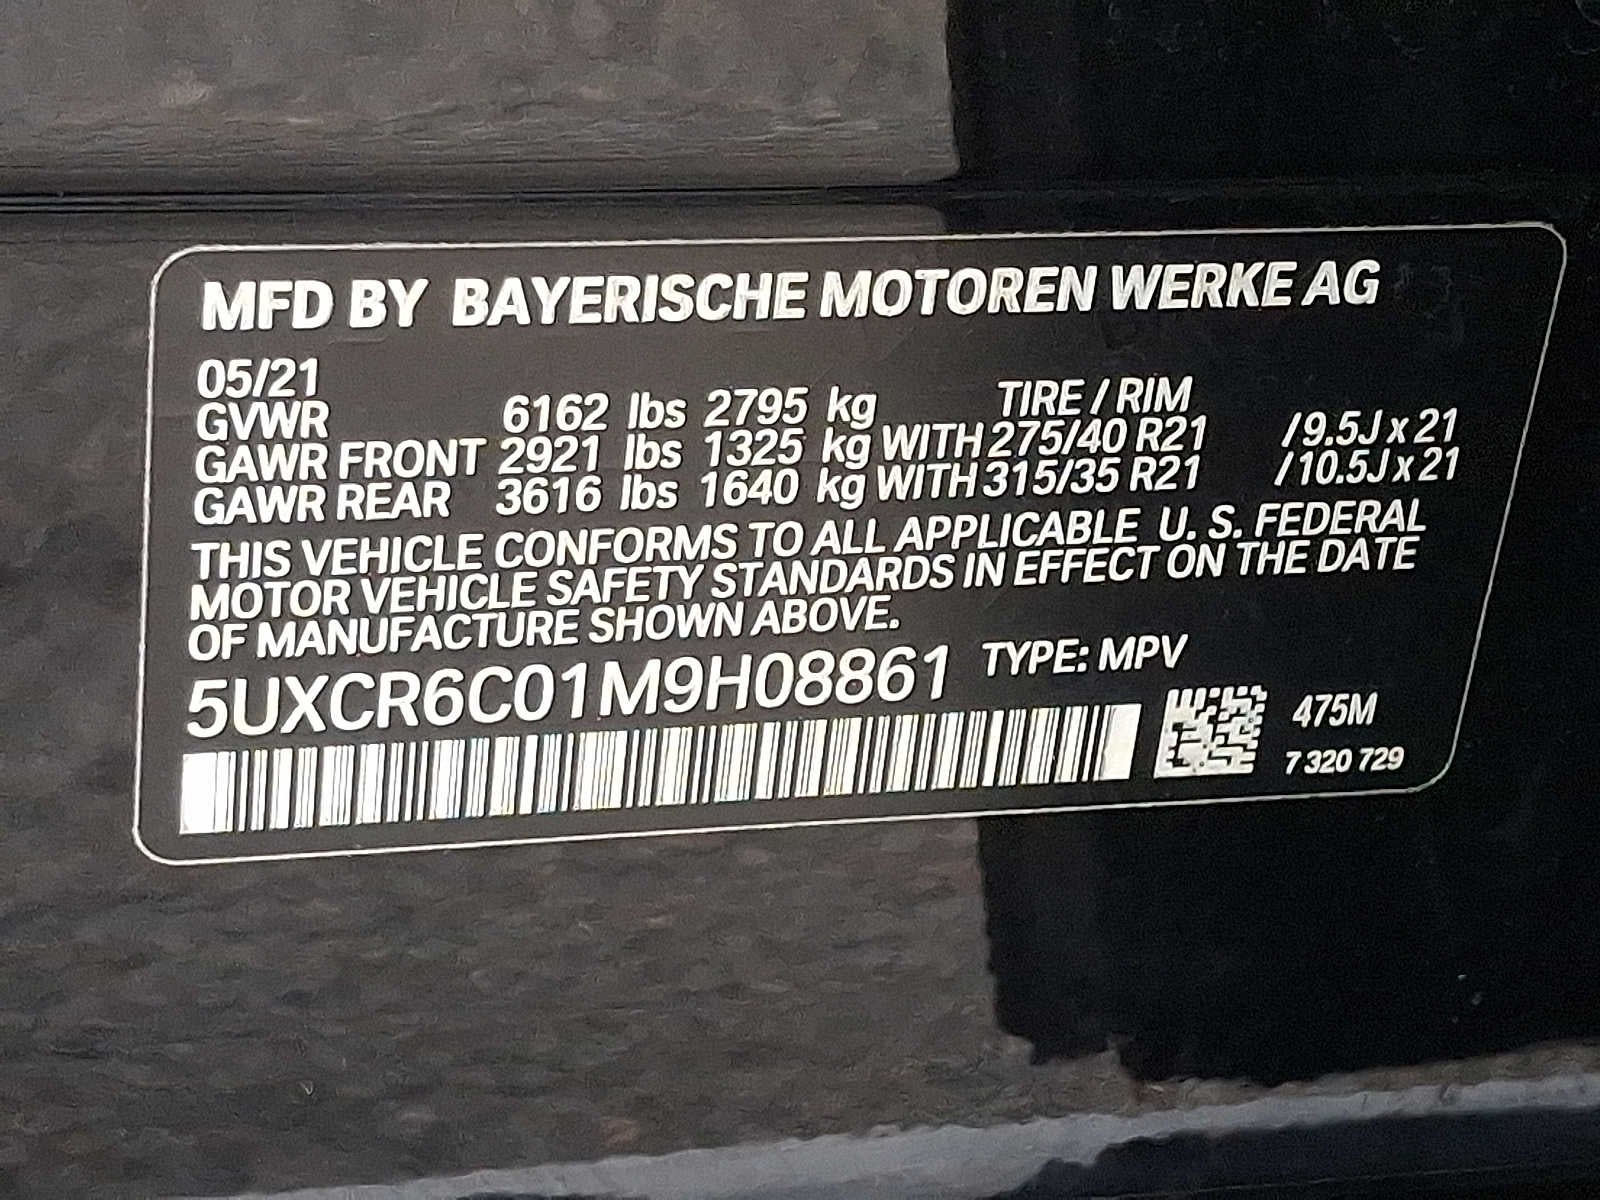 MFD BY BAYERISCHE MOTOREN WERKE AG
05/21
GVWR 6162 lbs 2795 kg TIRE / RIM
GAWR FRONT 2921 lbs 1325 kg WITH 275/40 R21 / 9.5J x 21
GAWR REAR 3616 lbs 1640 kg WITH 315/35 R21 / 10.5J x 21
THIS VEHICLE CONFORMS TO ALL APPLICABLE U. S. FEDERAL
MOTOR VEHICLE SAFETY STANDARDS IN EFFECT ON THE DATE
OF MANUFACTURE SHOWN ABOVE.
5UXCR6C01M9H08861 TYPE: MPV
475M
7 320 729